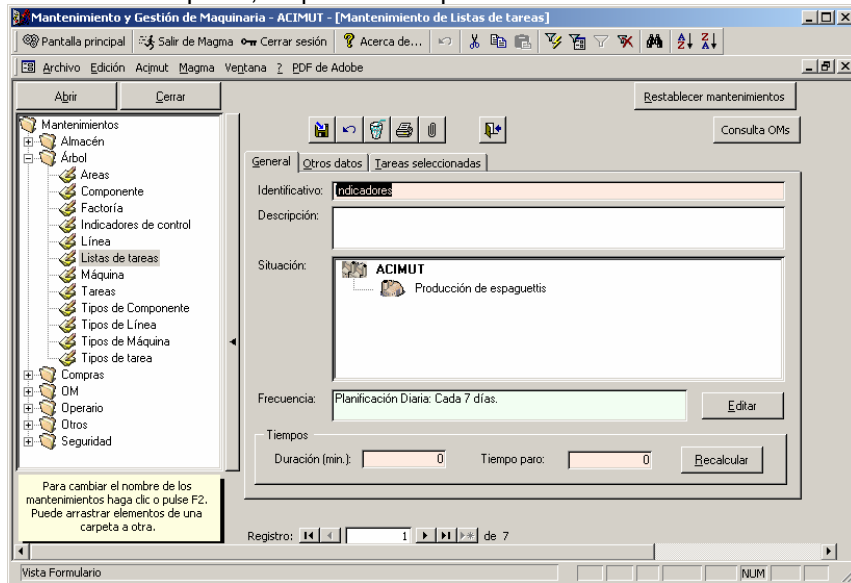 Mantenimiento y Gestión de Maquinaria - ACIMUT - [Mantenimiento de Listas de tareas]
Pantalla principal Salir de Magma Cerrar sesión Acerca de...
Archivo Edición Acimut Magma Ventana ? PDF de Adobe
Abrir Cerrar Restablecer mantenimientos
Consulta OMs
Mantenimientos
Almacén
Árbol
Areas
Componente
Factoría
Indicadores de control
Línea
Listas de tareas
Máquina
Tareas
Tipos de Componente
Tipos de Línea
Tipos de Máquina
Tipos de tarea
Compras
OM
Operario
Otros
Seguridad
Para cambiar el nombre de los
mantenimientos haga clic o pulse F2.
Puede arrastrar elementos de una
carpeta a otra.
General Otros datos Tareas seleccionadas
Identificativo: Indicadores
Descripción:
Situación: ACIMUT
Producción de espaguettis
Frecuencia: Planificación Diaria: Cada 7 días. Editar
Tiempos
Duración (min.): 0 Tiempo paro: 0 Recalcular
Registro: 1 de 7
Vista Formulario NUM